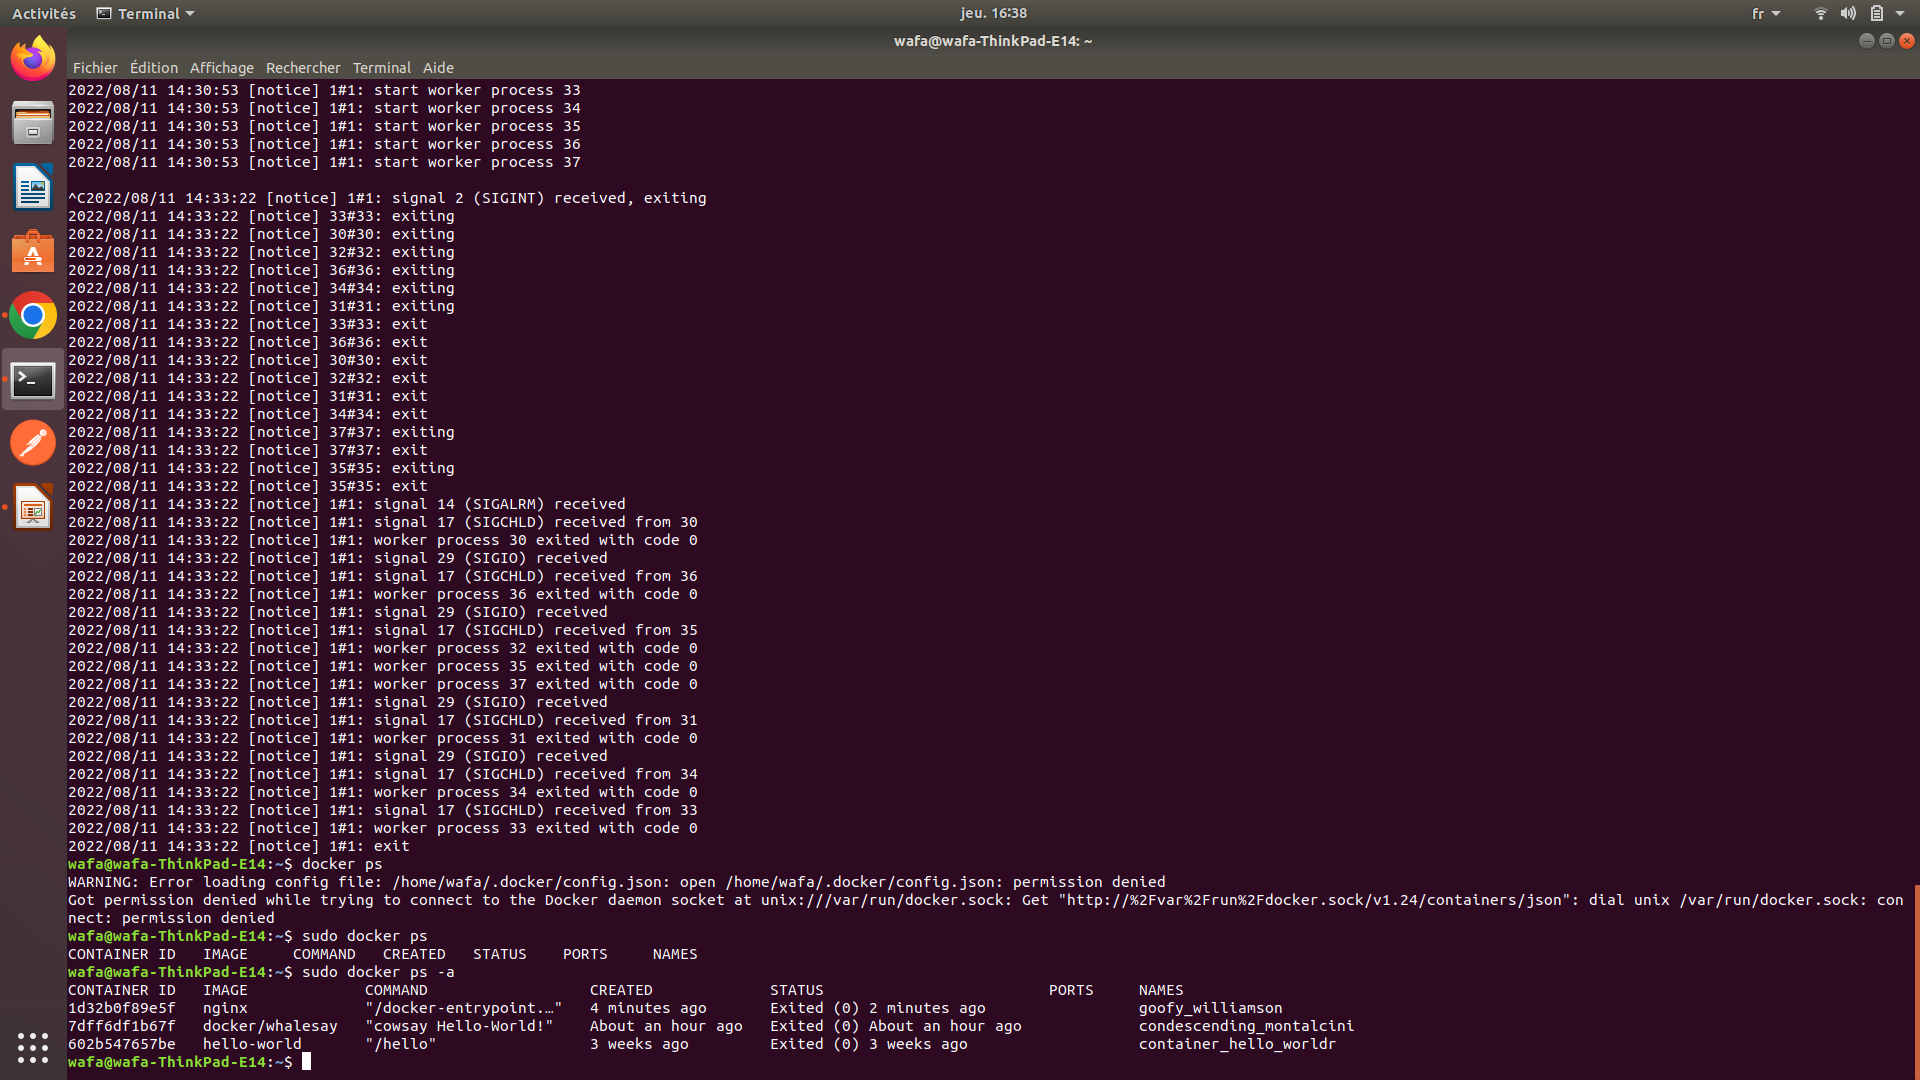 Activités Terminal jeu. 16:38 fr
wafa@wafa-ThinkPad-E14: ~
Fichier Édition Affichage Rechercher Terminal Aide
2022/08/11 14:30:53 [notice] 1#1: start worker process 33
2022/08/11 14:30:53 [notice] 1#1: start worker process 34
2022/08/11 14:30:53 [notice] 1#1: start worker process 35
2022/08/11 14:30:53 [notice] 1#1: start worker process 36
2022/08/11 14:30:53 [notice] 1#1: start worker process 37
^C2022/08/11 14:33:22 [notice] 1#1: signal 2 (SIGINT) received, exiting
2022/08/11 14:33:22 [notice] 33#33: exiting
2022/08/11 14:33:22 [notice] 30#30: exiting
2022/08/11 14:33:22 [notice] 32#32: exiting
2022/08/11 14:33:22 [notice] 36#36: exiting
2022/08/11 14:33:22 [notice] 34#34: exiting
2022/08/11 14:33:22 [notice] 31#31: exiting
2022/08/11 14:33:22 [notice] 33#33: exit
2022/08/11 14:33:22 [notice] 36#36: exit
2022/08/11 14:33:22 [notice] 30#30: exit
2022/08/11 14:33:22 [notice] 32#32: exit
2022/08/11 14:33:22 [notice] 31#31: exit
2022/08/11 14:33:22 [notice] 34#34: exit
2022/08/11 14:33:22 [notice] 37#37: exiting
2022/08/11 14:33:22 [notice] 37#37: exit
2022/08/11 14:33:22 [notice] 35#35: exiting
2022/08/11 14:33:22 [notice] 35#35: exit
2022/08/11 14:33:22 [notice] 1#1: signal 14 (SIGALRM) received
2022/08/11 14:33:22 [notice] 1#1: signal 17 (SIGCHLD) received from 30
2022/08/11 14:33:22 [notice] 1#1: worker process 30 exited with code 0
2022/08/11 14:33:22 [notice] 1#1: signal 29 (SIGIO) received
2022/08/11 14:33:22 [notice] 1#1: signal 17 (SIGCHLD) received from 36
2022/08/11 14:33:22 [notice] 1#1: worker process 36 exited with code 0
2022/08/11 14:33:22 [notice] 1#1: signal 29 (SIGIO) received
2022/08/11 14:33:22 [notice] 1#1: signal 17 (SIGCHLD) received from 35
2022/08/11 14:33:22 [notice] 1#1: worker process 32 exited with code 0
2022/08/11 14:33:22 [notice] 1#1: worker process 35 exited with code 0
2022/08/11 14:33:22 [notice] 1#1: worker process 37 exited with code 0
2022/08/11 14:33:22 [notice] 1#1: signal 29 (SIGIO) received
2022/08/11 14:33:22 [notice] 1#1: signal 17 (SIGCHLD) received from 31
2022/08/11 14:33:22 [notice] 1#1: worker process 31 exited with code 0
2022/08/11 14:33:22 [notice] 1#1: signal 29 (SIGIO) received
2022/08/11 14:33:22 [notice] 1#1: signal 17 (SIGCHLD) received from 34
2022/08/11 14:33:22 [notice] 1#1: worker process 34 exited with code 0
2022/08/11 14:33:22 [notice] 1#1: signal 17 (SIGCHLD) received from 33
2022/08/11 14:33:22 [notice] 1#1: worker process 33 exited with code 0
2022/08/11 14:33:22 [notice] 1#1: exit
wafa@wafa-ThinkPad-E14:~$ docker ps
WARNING: Error loading config file: /home/wafa/.docker/config.json: open /home/wafa/.docker/config.json: permission denied
Got permission denied while trying to connect to the Docker daemon socket at unix:///var/run/docker.sock: Get "http://%2Fvar%2Frun%2Fdocker.sock/v1.24/containers/json": dial unix /var/run/docker.sock: con
nect: permission denied
wafa@wafa-ThinkPad-E14:~$ sudo docker ps
CONTAINER ID IMAGE COMMAND CREATED STATUS PORTS NAMES
wafa@wafa-ThinkPad-E14:~$ sudo docker ps -a
CONTAINER ID IMAGE COMMAND CREATED STATUS PORTS NAMES
1d32b0f89e5f nginx "/docker-entrypoint.…" 4 minutes ago Exited (0) 2 minutes ago goofy_williamson
7dff6df1b67f docker/whalesay "cowsay Hello-World!" About an hour ago Exited (0) About an hour ago condescending_montalcini
602b547657be hello-world "/hello" 3 weeks ago Exited (0) 3 weeks ago container_hello_worldr
wafa@wafa-ThinkPad-E14:~$